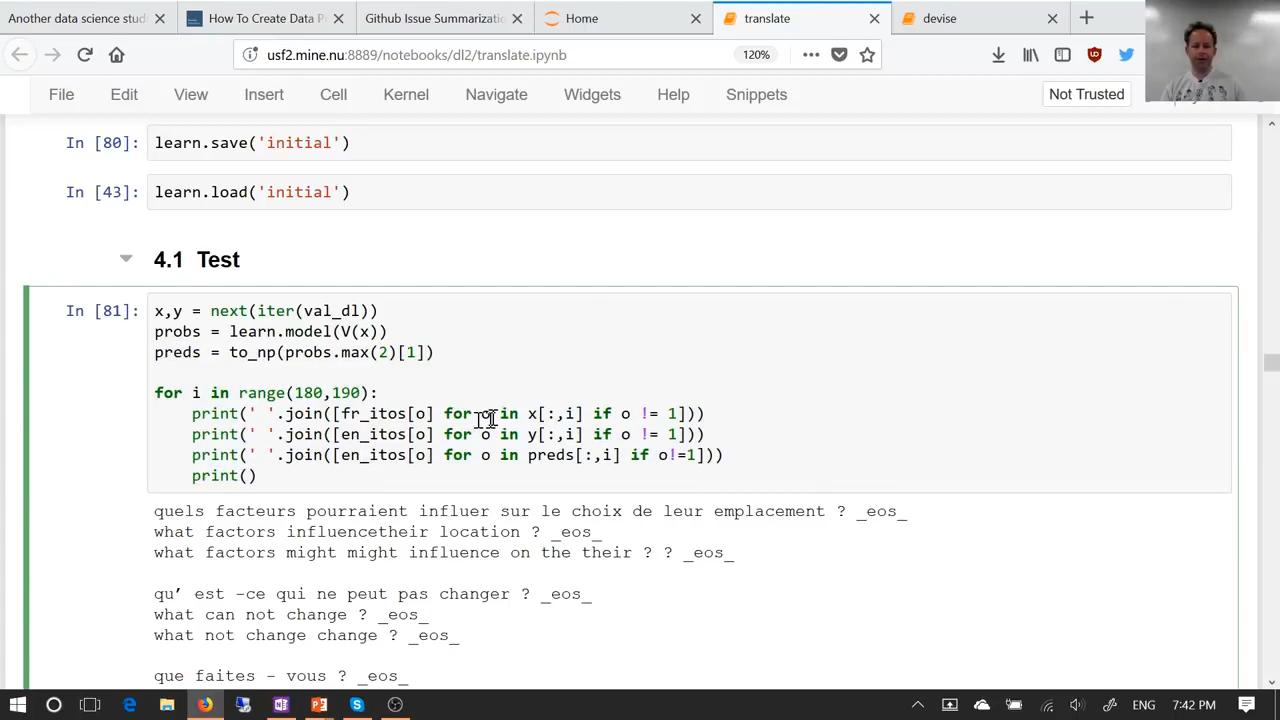 Another data science stud
How To Create Data P
Github Issue Summarizatio
Home
translate
devise
usf2.mine.nu:8889/notebooks/dl2/translate.ipynb
120%
File Edit View Insert Cell Kernel Navigate Widgets Help Snippets
Not Trusted
In [80]: learn.save('initial')
In [43]: learn.load('initial')
4.1 Test
In [81]: x,y = next(iter(val_dl))
probs = learn.model(V(x))
preds = to_np(probs.max(2)[1])
for i in range(180,190):
print(' '.join([fr_itos[o] for o in x[:,i] if o != 1]))
print(' '.join([en_itos[o] for o in y[:,i] if o != 1]))
print(' '.join([en_itos[o] for o in preds[:,i] if o!=1]))
print()
quels facteurs pourraient influer sur le choix de leur emplacement ? _eos_
what factors influencetheir location ? _eos_
what factors might might influence on the their ? ? _eos_
qu’ est -ce qui ne peut pas changer ? _eos_
what can not change ? _eos_
what not change change ? _eos_
que faites - vous ? _eos_
ENG
7:42 PM